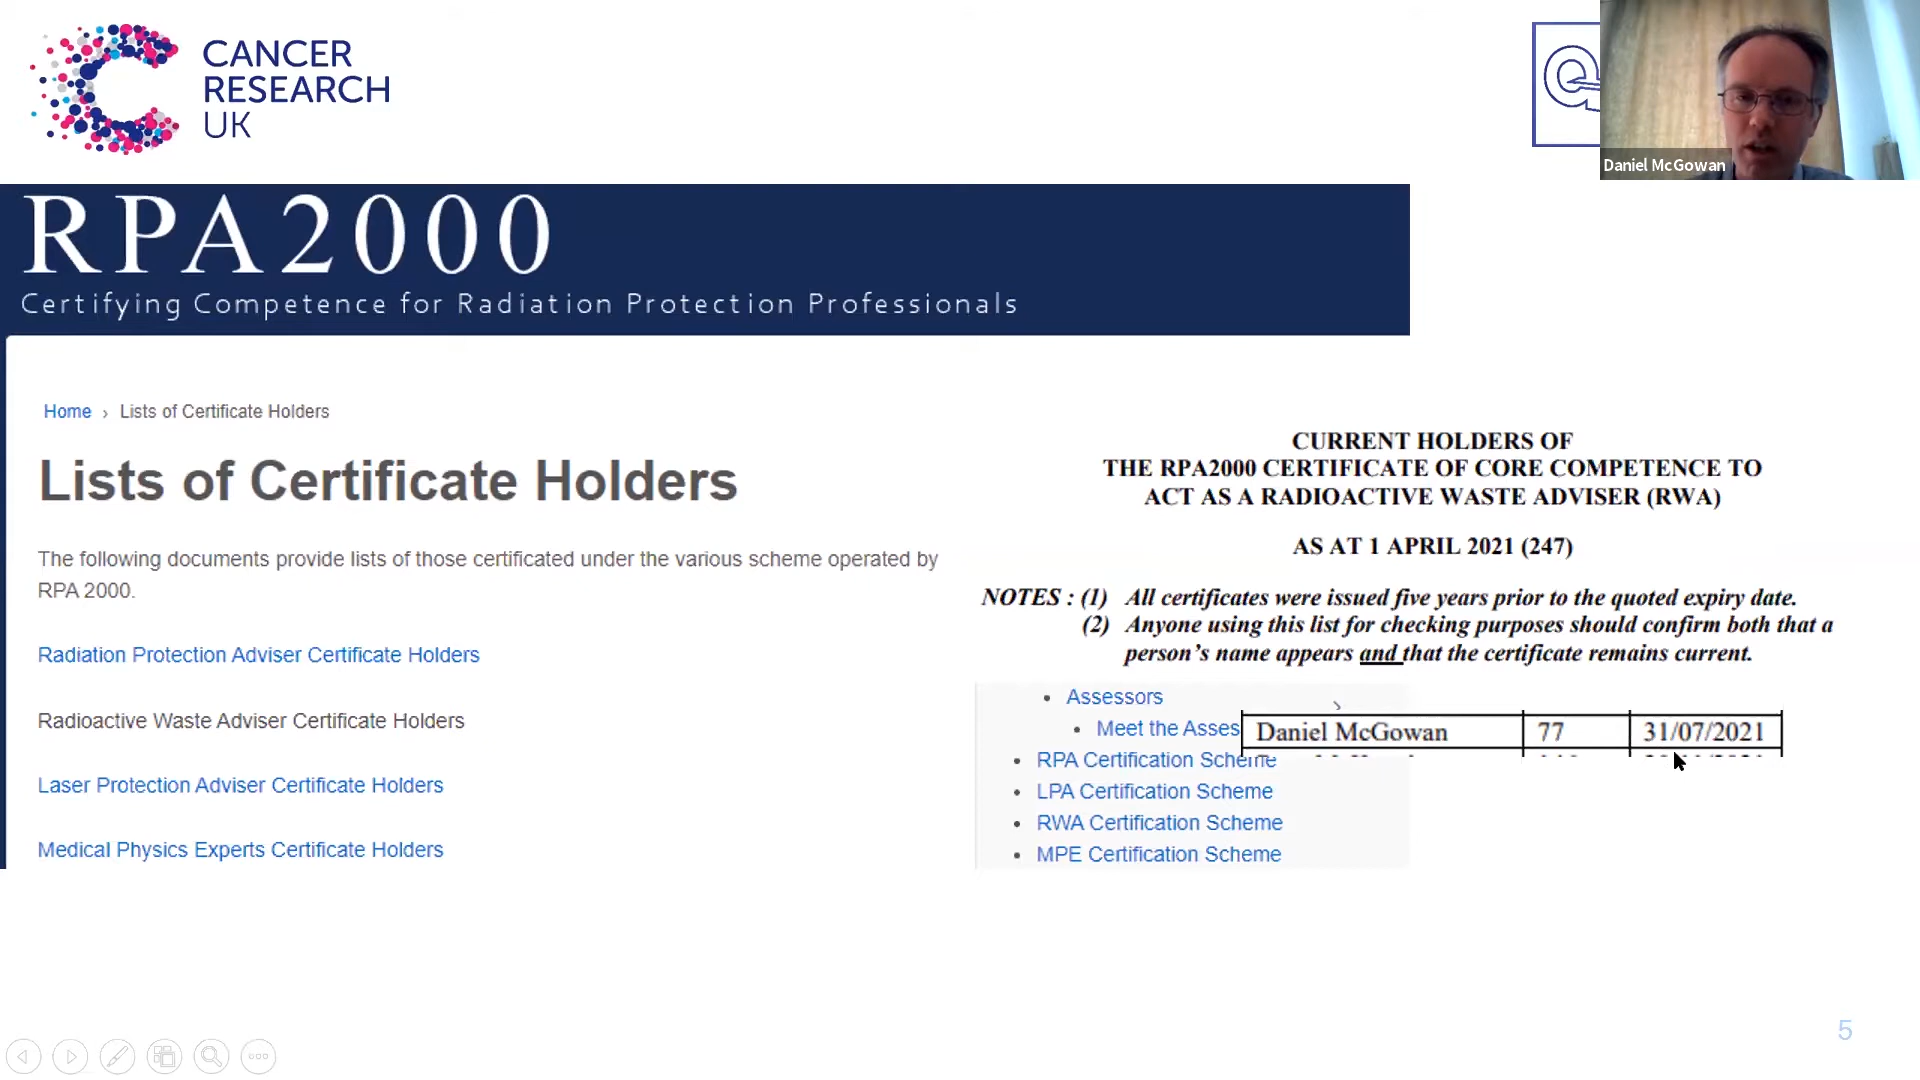 CANCER
RESEARCH
UK
Daniel McGowan
RPA2000
Certifying Competence for Radiation Protection Professionals
Home › Lists of Certificate Holders
Lists of Certificate Holders
The following documents provide lists of those certificated under the various scheme operated by
RPA 2000.
Radiation Protection Adviser Certificate Holders
Radioactive Waste Adviser Certificate Holders
Laser Protection Adviser Certificate Holders
Medical Physics Experts Certificate Holders
CURRENT HOLDERS OF
THE RPA2000 CERTIFICATE OF CORE COMPETENCE TO
ACT AS A RADIOACTIVE WASTE ADVISER (RWA)
AS AT 1 APRIL 2021 (247)
NOTES : (1) All certificates were issued five years prior to the quoted expiry date.
(2) Anyone using this list for checking purposes should confirm both that a
person’s name appears and that the certificate remains current.
• Assessors
• Meet the Asses
Daniel McGowan 77 31/07/2021
• RPA Certification Scheme
• LPA Certification Scheme
• RWA Certification Scheme
• MPE Certification Scheme
5